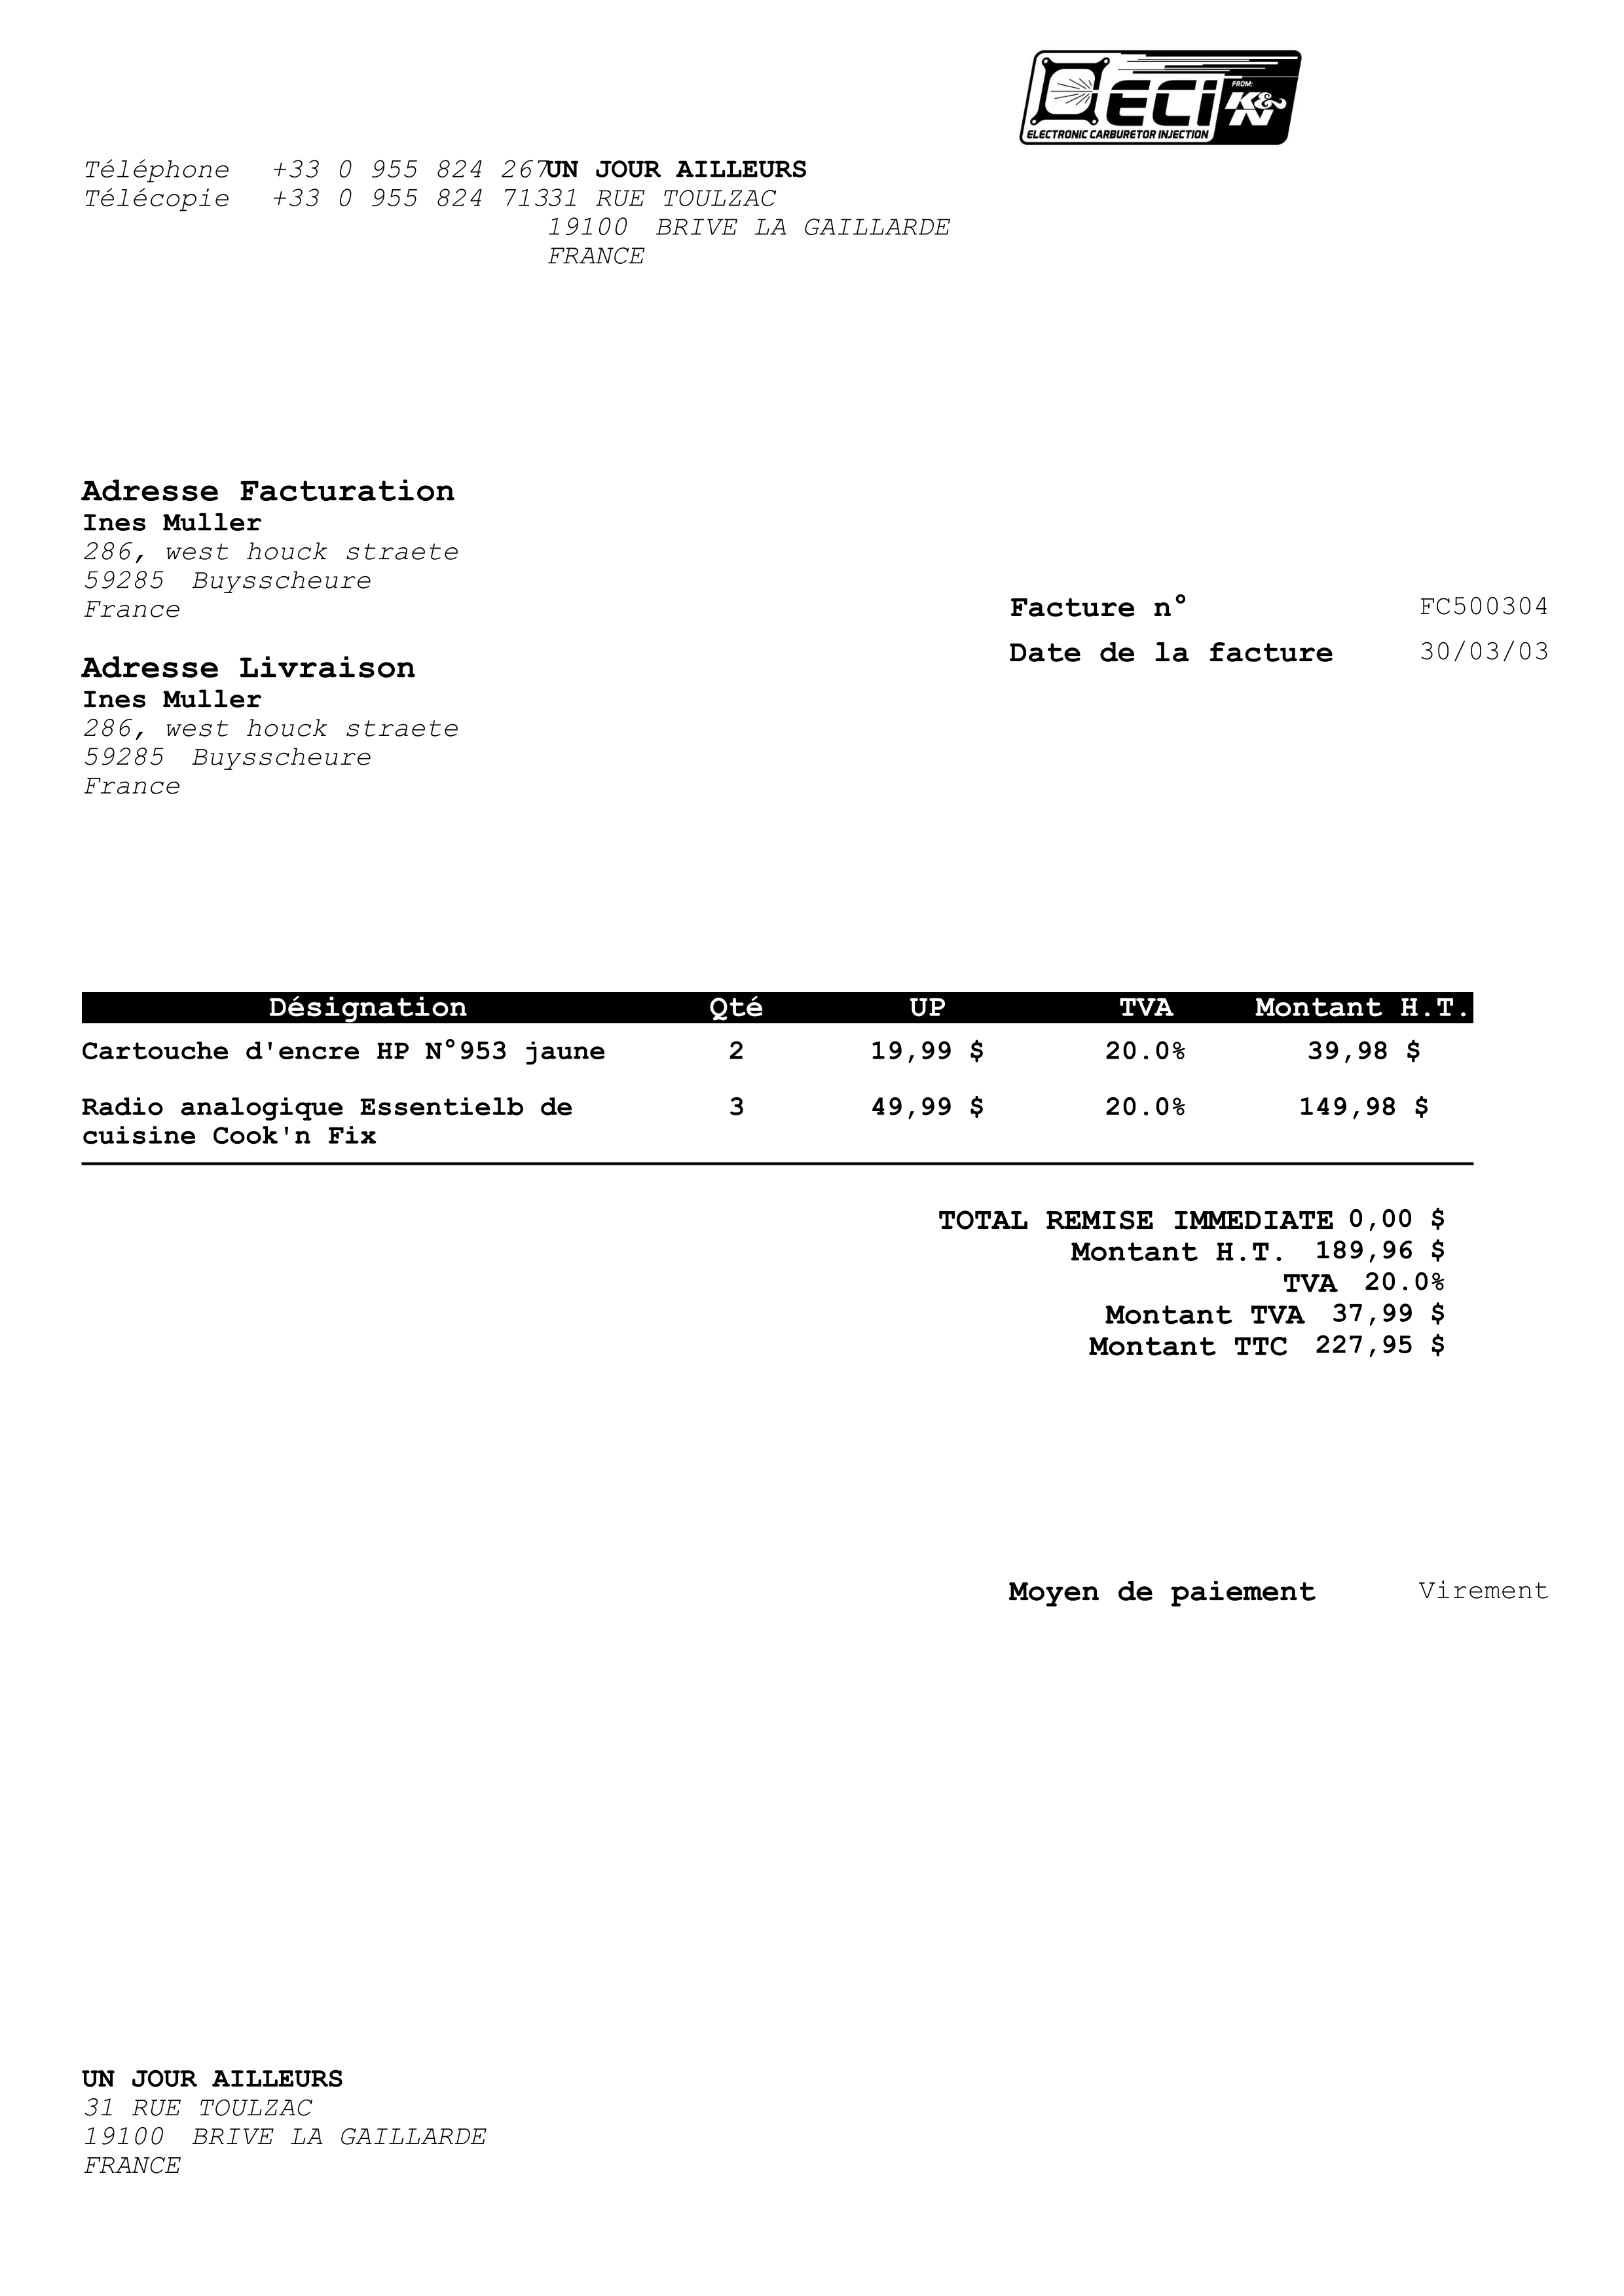 ECi
FROM:
K&N
ELECTRONIC CARBURETOR INJECTION
Téléphone +33 0 955 824 267
Télécopie +33 0 955 824 713
UN JOUR AILLEURS
31 RUE TOULZAC
19100 BRIVE LA GAILLARDE
FRANCE
Adresse Facturation
Ines Muller
286, west houck straete
59285 Buysscheure
France
Facture n° FC500304
Date de la facture 30/03/03
Adresse Livraison
Ines Muller
286, west houck straete
59285 Buysscheure
France
Désignation Qté UP TVA Montant H.T.
Cartouche d'encre HP N°953 jaune 2 19,99 $ 20.0% 39,98 $
Radio analogique Essentielb de 3 49,99 $ 20.0% 149,98 $
cuisine Cook'n Fix
TOTAL REMISE IMMEDIATE 0,00 $
Montant H.T. 189,96 $
TVA 20.0%
Montant TVA 37,99 $
Montant TTC 227,95 $
Moyen de paiement Virement
UN JOUR AILLEURS
31 RUE TOULZAC
19100 BRIVE LA GAILLARDE
FRANCE